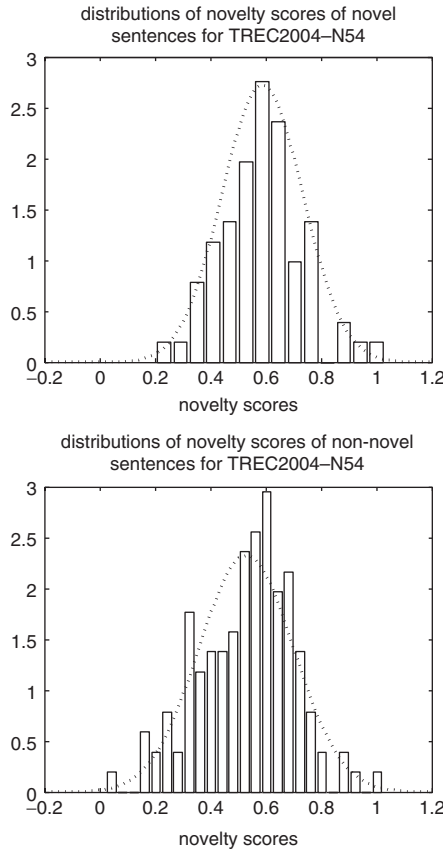 distributions of novelty scores of novel
sentences for TREC2004–N54
3
2.5
2
1.5
1
0.5
0
–0.2 0 0.2 0.4 0.6 0.8 1 1.2
novelty scores
distributions of novelty scores of non-novel
sentences for TREC2004–N54
3
2.5
2
1.5
1
0.5
0
–0.2 0 0.2 0.4 0.6 0.8 1 1.2
novelty scores